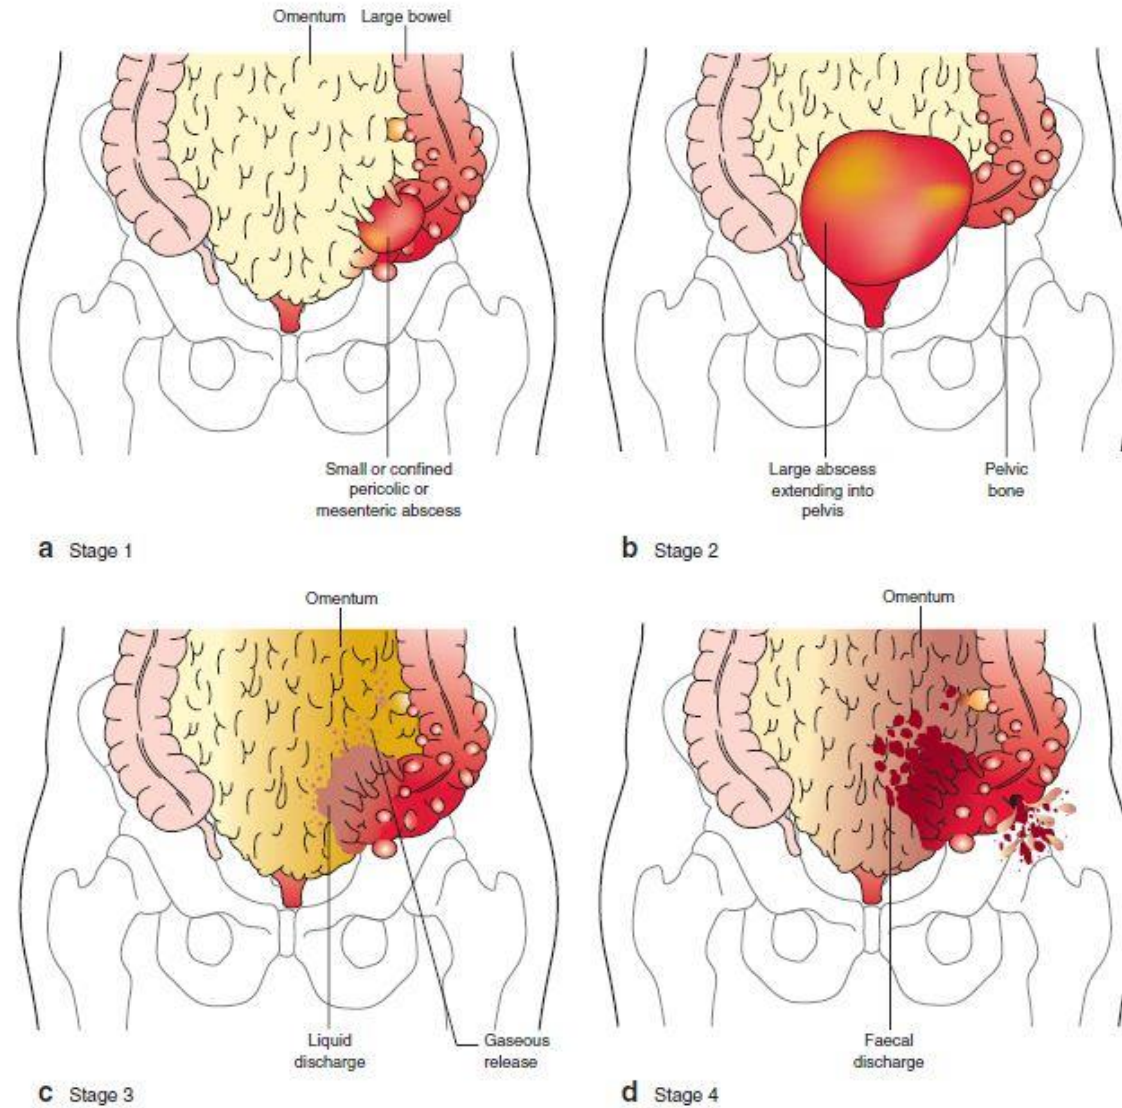 Omentum Large bowel
Small or confined
pericolic or
mesenteric abscess
a Stage 1
Large abscess
extending into
pelvis
Pelvic
bone
b Stage 2
Omentum
Liquid
discharge
Gaseous
release
c Stage 3
Omentum
Faecal
discharge
d Stage 4